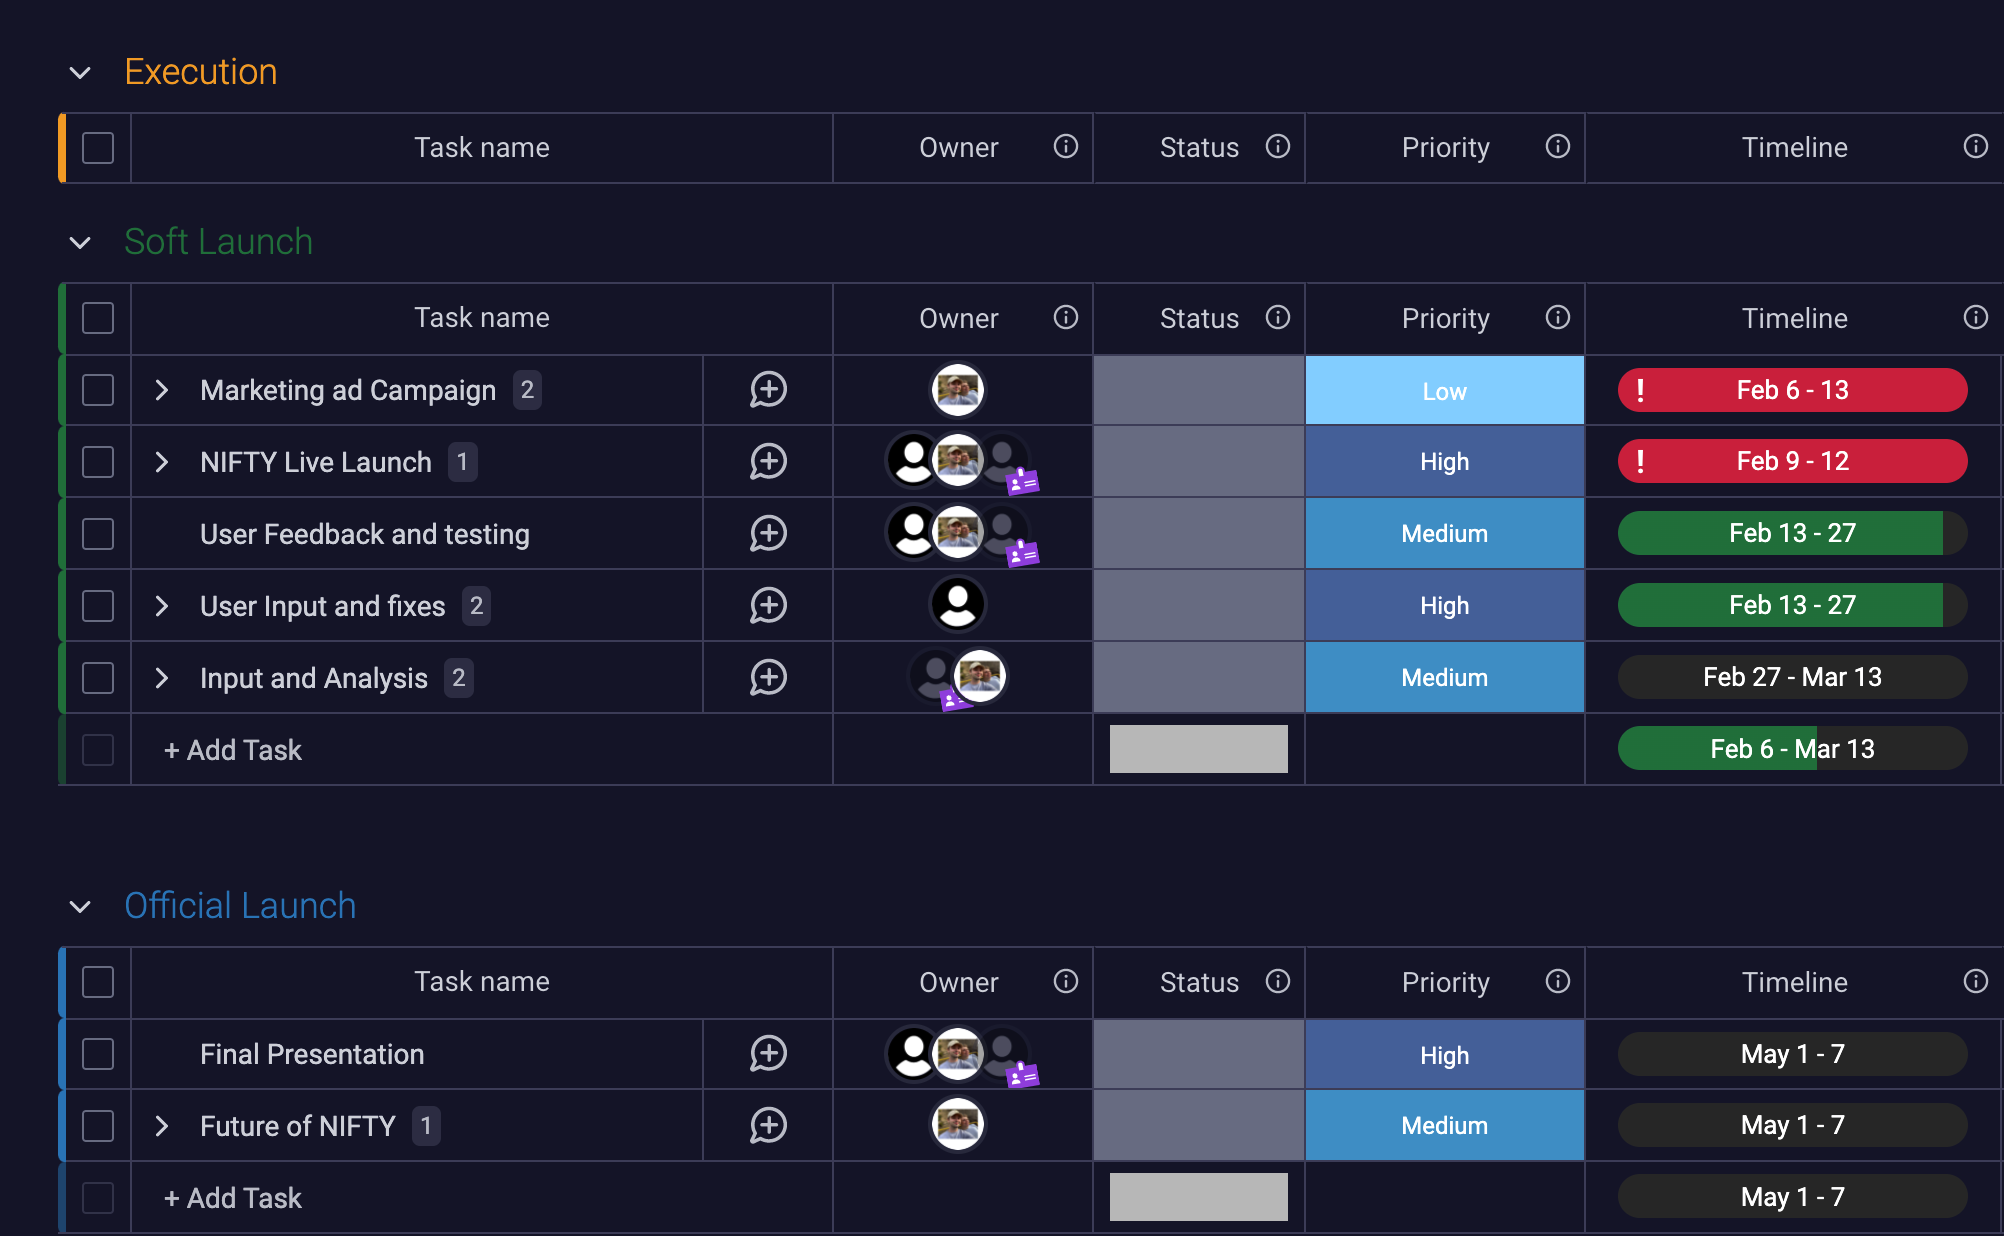 Execution
Task name Owner Status Priority Timeline
Soft Launch
Task name Owner Status Priority Timeline
Marketing ad Campaign 2 Low ! Feb 6 - 13
NIFTY Live Launch 1 High ! Feb 9 - 12
User Feedback and testing Medium Feb 13 - 27
User Input and fixes 2 High Feb 13 - 27
Input and Analysis 2 Medium Feb 27 - Mar 13
+ Add Task Feb 6 - Mar 13
Official Launch
Task name Owner Status Priority Timeline
Final Presentation High May 1 - 7
Future of NIFTY 1 Medium May 1 - 7
+ Add Task May 1 - 7